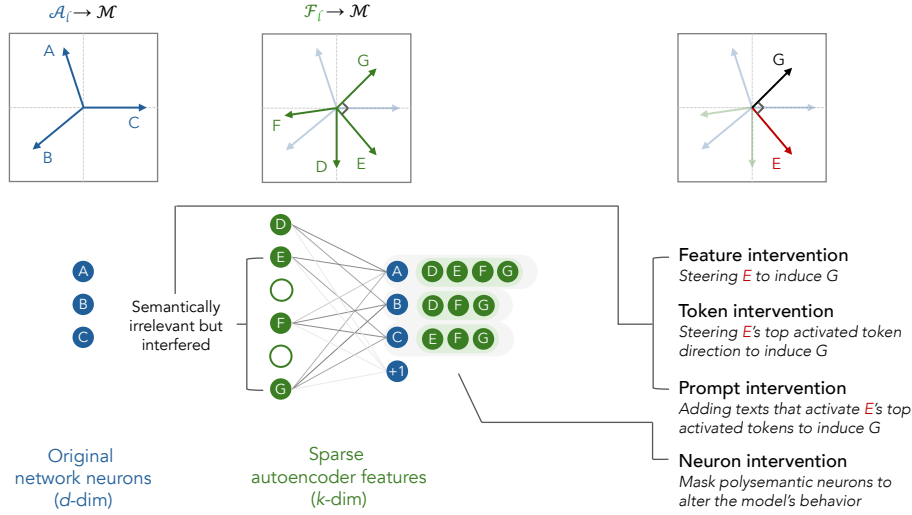 𝒜ₗ → ℳ
ℱₗ → ℳ
A
B
C
G
F
D
E
G
E
D
E
F
G
A
B
C
Semantically
irrelevant but
interfered
A D E F G
B D F G
C E F G
+1
Original
network neurons
(d-dim)
Sparse
autoencoder features
(k-dim)
Feature intervention
Steering E to induce G
Token intervention
Steering E's top activated token
direction to induce G
Prompt intervention
Adding texts that activate E's top
activated tokens to induce G
Neuron intervention
Mask polysemantic neurons to
alter the model's behavior